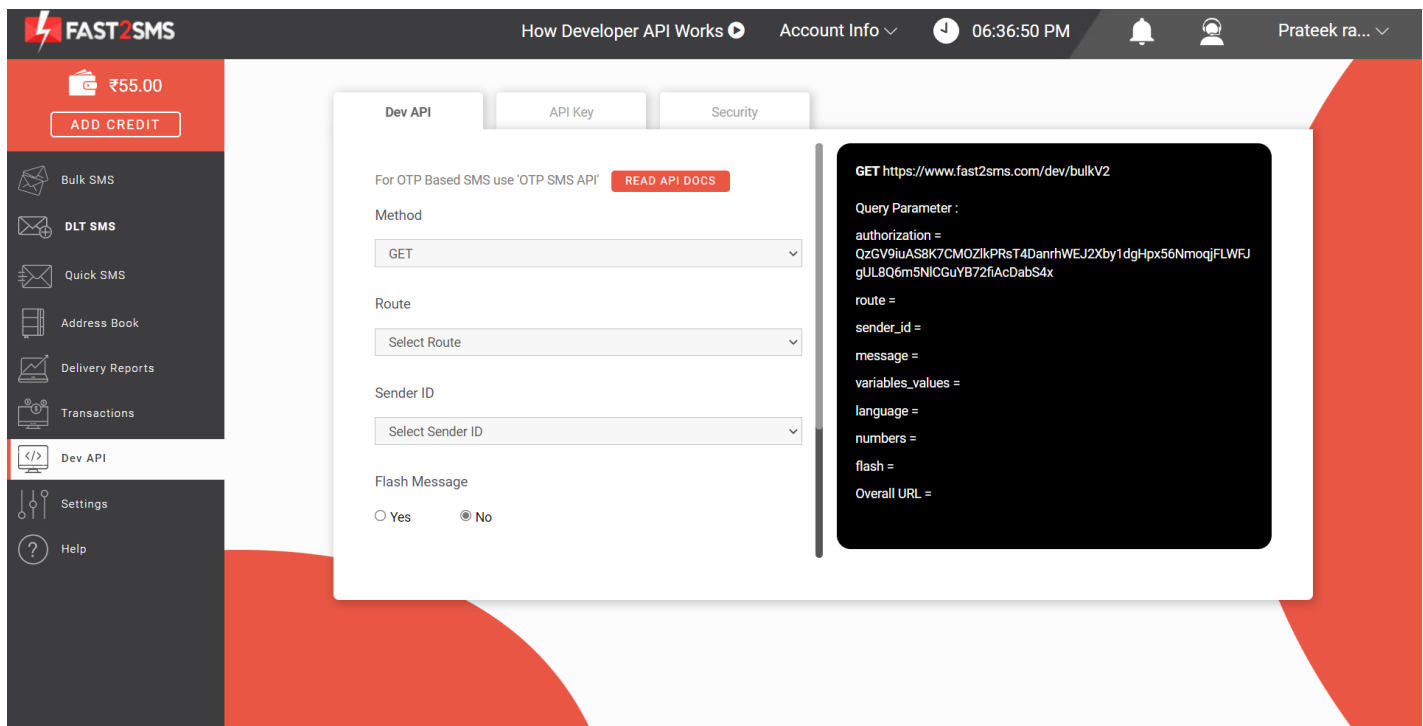 FAST2SMS
How Developer API Works
Account Info
06:36:50 PM
Prateek ra...
₹55.00
ADD CREDIT
Bulk SMS
DLT SMS
Quick SMS
Address Book
Delivery Reports
Transactions
Dev API
Settings
Help
Dev API
API Key
Security
For OTP Based SMS use 'OTP SMS API'
READ API DOCS
Method
GET
Route
Select Route
Sender ID
Select Sender ID
Flash Message
Yes
No
GET https://www.fast2sms.com/dev/bulkV2
Query Parameter :
authorization =
QzGV9iuAS8K7CMOZlkPRsT4DanrhWEJ2Xby1dgHpx56NmoqjFLWFJ
gUL8Q6m5NlCGuYB72fiAcDabS4x
route =
sender_id =
message =
variables_values =
language =
numbers =
flash =
Overall URL =